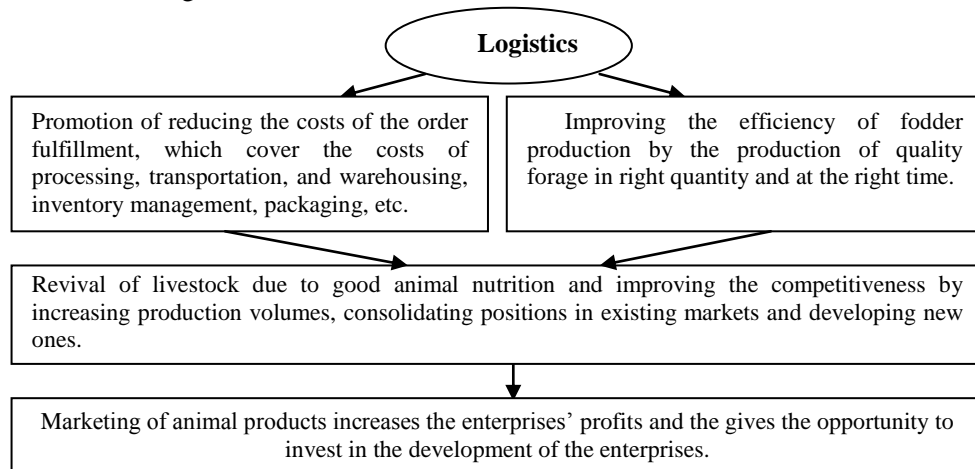 Logistics
Promotion of reducing the costs of the order
fulfillment, which cover the costs of
processing, transportation, and warehousing,
inventory management, packaging, etc.
Improving the efficiency of fodder
production by the production of quality
forage in right quantity and at the right time.
Revival of livestock due to good animal nutrition and improving the competitiveness by
increasing production volumes, consolidating positions in existing markets and developing new
ones.
Marketing of animal products increases the enterprises’ profits and the gives the opportunity to
invest in the development of the enterprises.